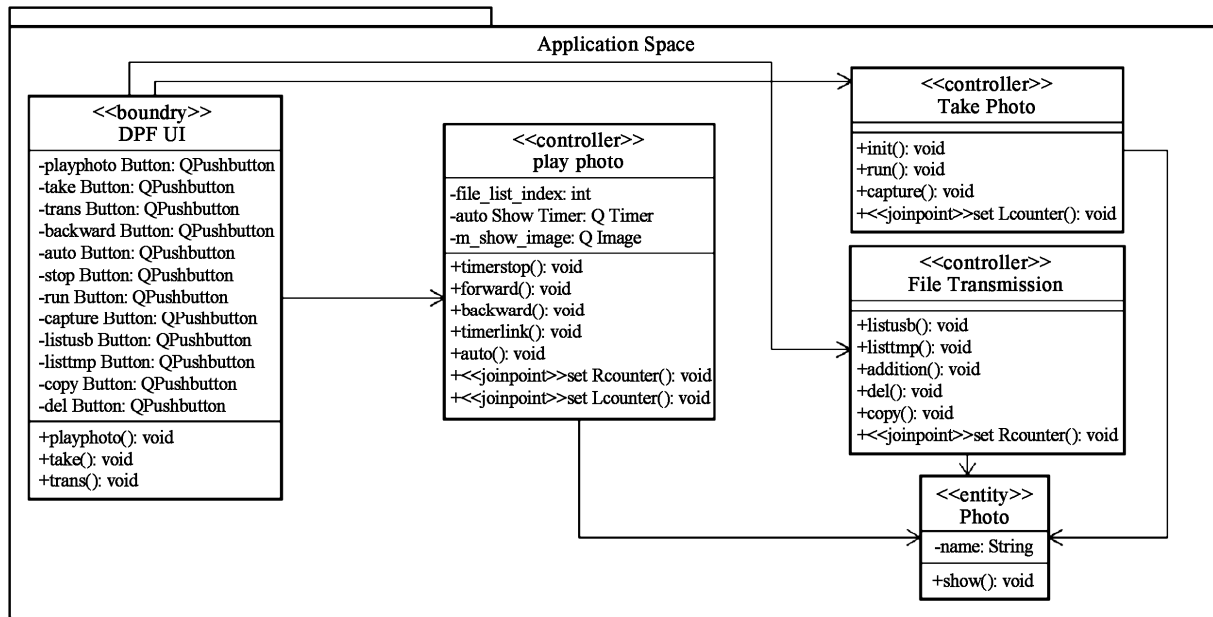 Application Space
<<boundry>>
DPF UI
-playphoto Button: QPushbutton
-take Button: QPushbutton
-trans Button: QPushbutton
-backward Button: QPushbutton
-auto Button: QPushbutton
-stop Button: QPushbutton
-run Button: QPushbutton
-capture Button: QPushbutton
-listusb Button: QPushbutton
-listtmp Button: QPushbutton
-copy Button: QPushbutton
-del Button: QPushbutton
+playphoto(): void
+take(): void
+trans(): void
<<controller>>
play photo
-file_list_index: int
-auto Show Timer: Q Timer
-m_show_image: Q Image
+timerstop(): void
+forward(): void
+backward(): void
+timerlink(): void
+auto(): void
+<<joinpoint>>set Rcounter(): void
+<<joinpoint>>set Lcounter(): void
<<controller>>
Take Photo
+init(): void
+run(): void
+capture(): void
+<<joinpoint>>set Lcounter(): void
<<controller>>
File Transmission
+listusb(): void
+listtmp(): void
+addition(): void
+del(): void
+copy(): void
+<<joinpoint>>set Rcounter(): void
<<entity>>
Photo
-name: String
+show(): void